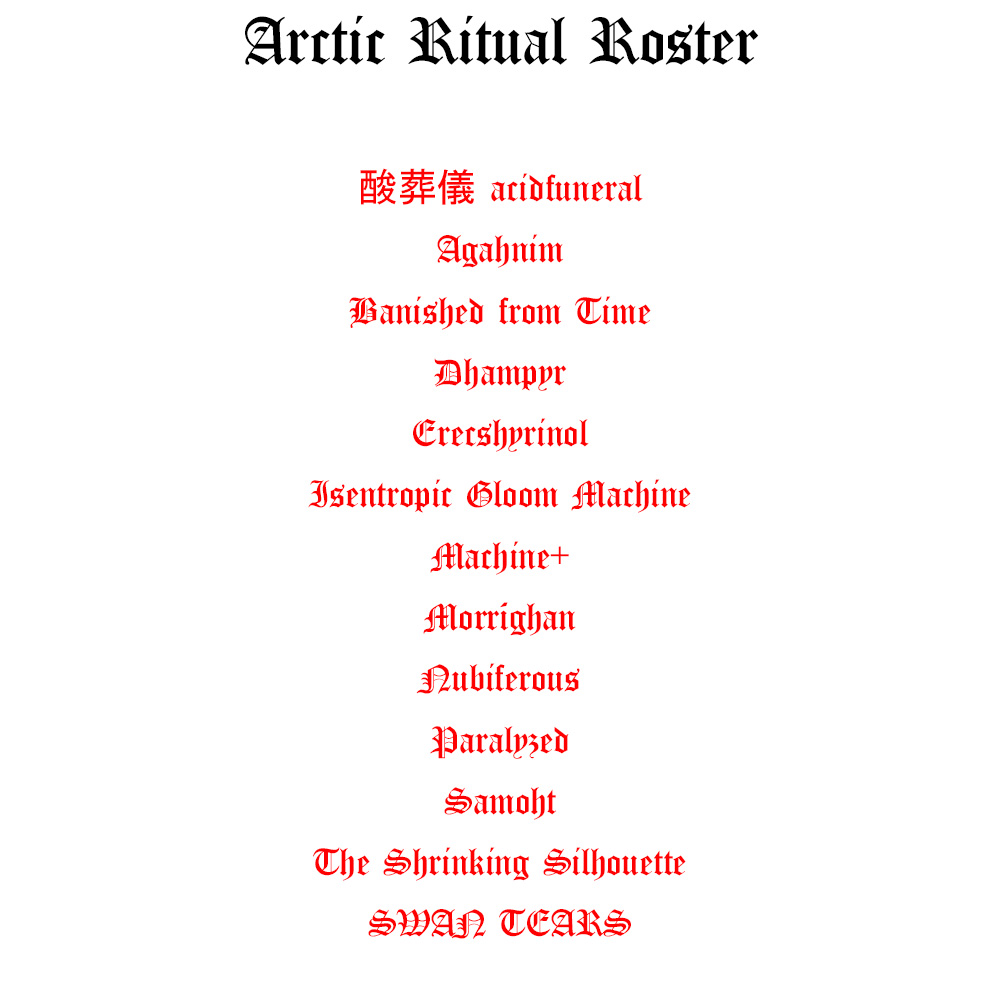 Arctic Ritual Roster
酸葬儀 acidfuneral
Agahnim
Banished from Time
Dhampyr
Erecshyrinol
Isentropic Gloom Machine
Machine+
Morrighan
Nubiferous
Paralyzed
Samoht
The Shrinking Silhouette
SWAN TEARS